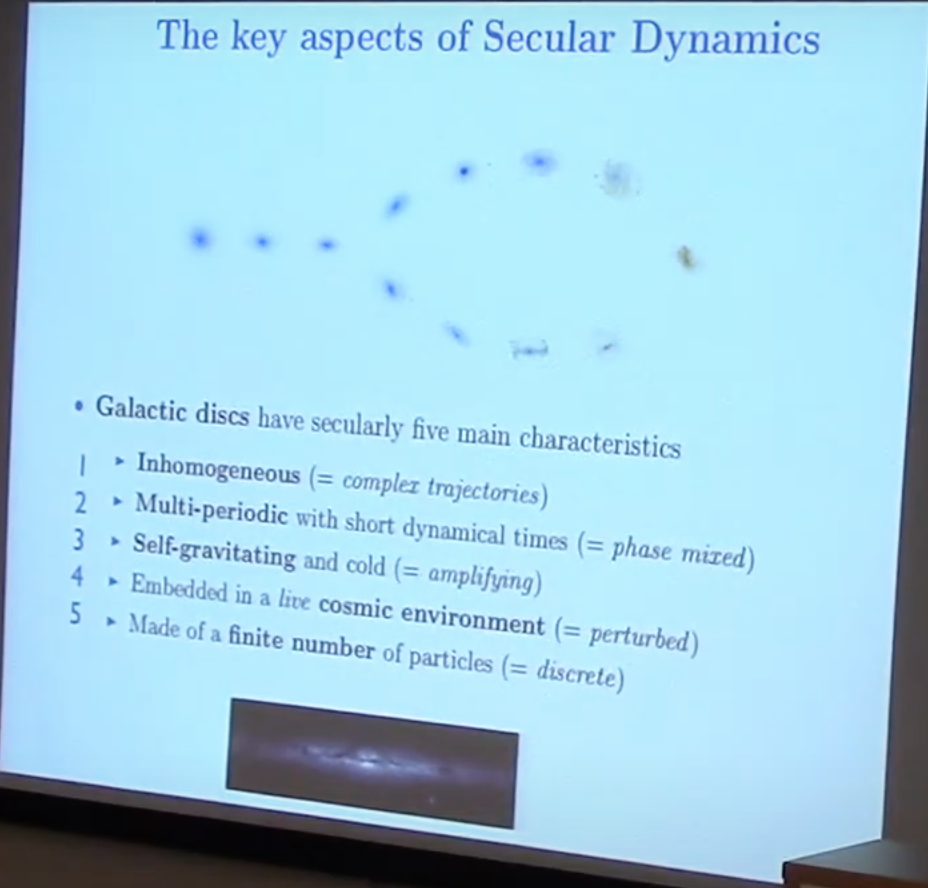 The key aspects of Secular Dynamics
• Galactic discs have secularly five main characteristics
1 ▸ Inhomogeneous (= complex trajectories)
2 ▸ Multi-periodic with short dynamical times (= phase mixed)
3 ▸ Self-gravitating and cold (= amplifying)
4 ▸ Embedded in a live cosmic environment (= perturbed)
5 ▸ Made of a finite number of particles (= discrete)